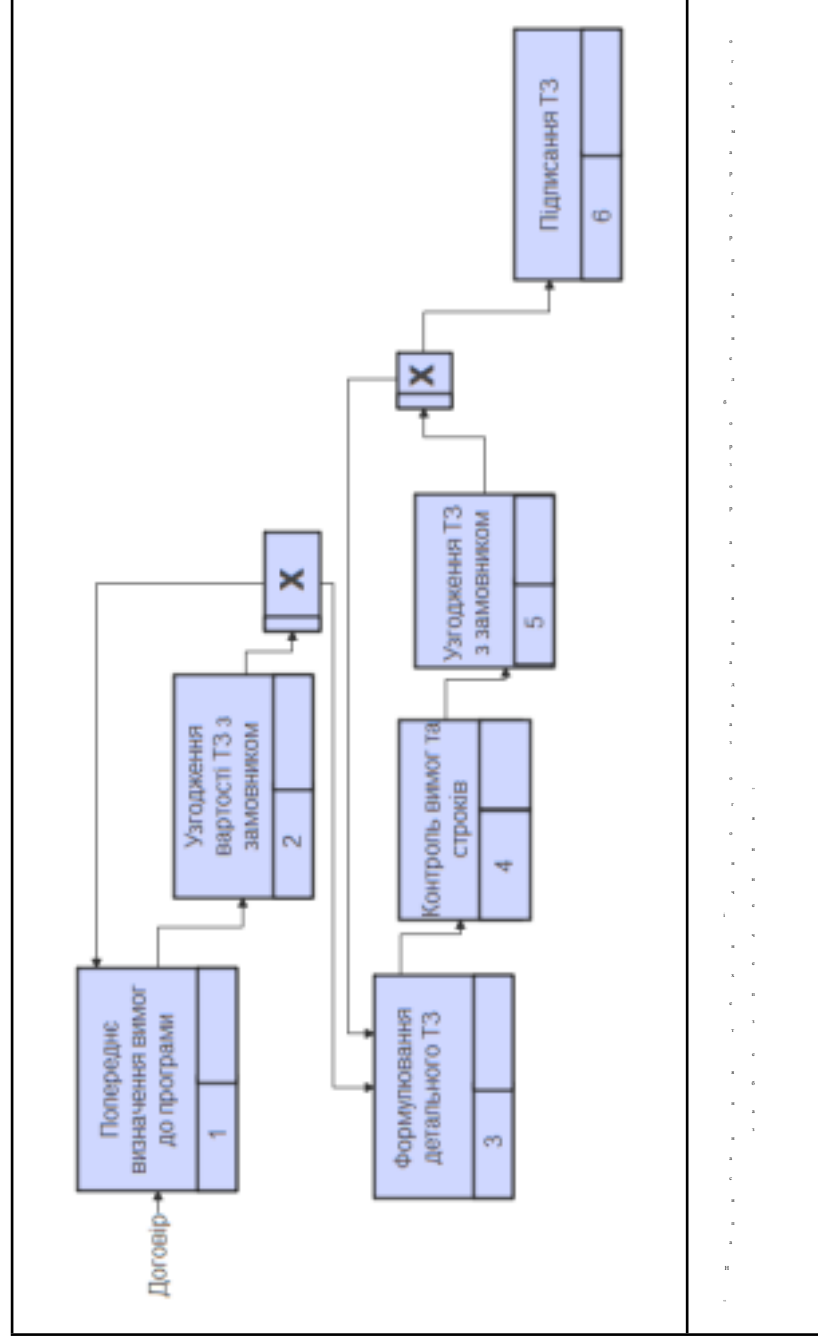 Договір
Попереднє
визначення вимог
до програми
1
Узгодження
вартості ТЗ з
замовником
2
X
Формулювання
детального ТЗ
3
Контроль вимог та
строків
4
Узгодження ТЗ
з замовником
5
X
Підписання ТЗ
6